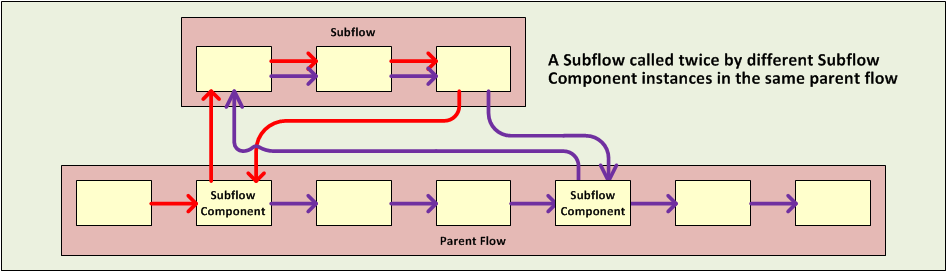 Subflow
A Subflow called twice by different Subflow
Component instances in the same parent flow
Subflow
Component
Subflow
Component
Parent Flow